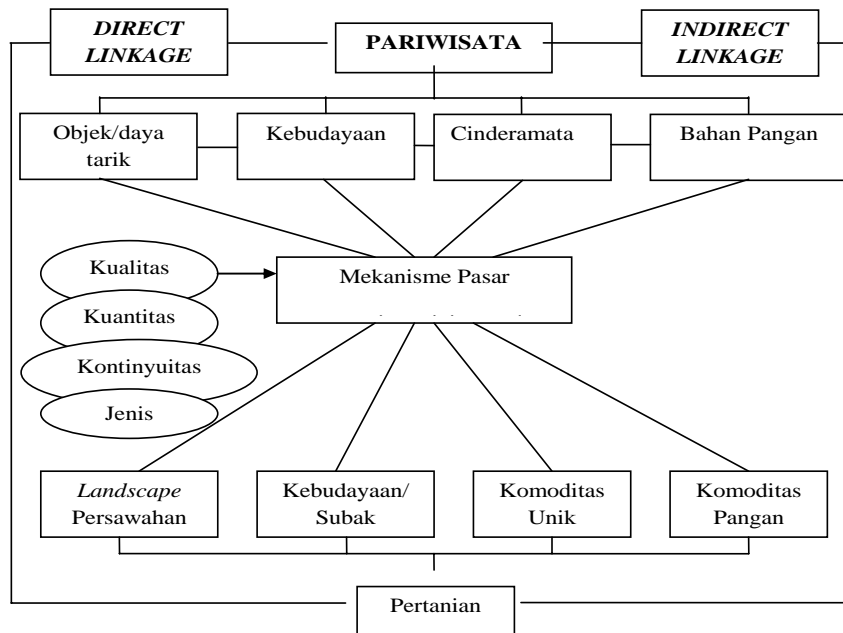 DIRECT LINKAGE
PARIWISATA
INDIRECT LINKAGE
Objek/daya tarik
Kebudayaan
Cinderamata
Bahan Pangan
Kualitas
Mekanisme Pasar
Kuantitas
Kontinyuitas
Jenis
Landscape Persawahan
Kebudayaan/ Subak
Komoditas Unik
Komoditas Pangan
Pertanian